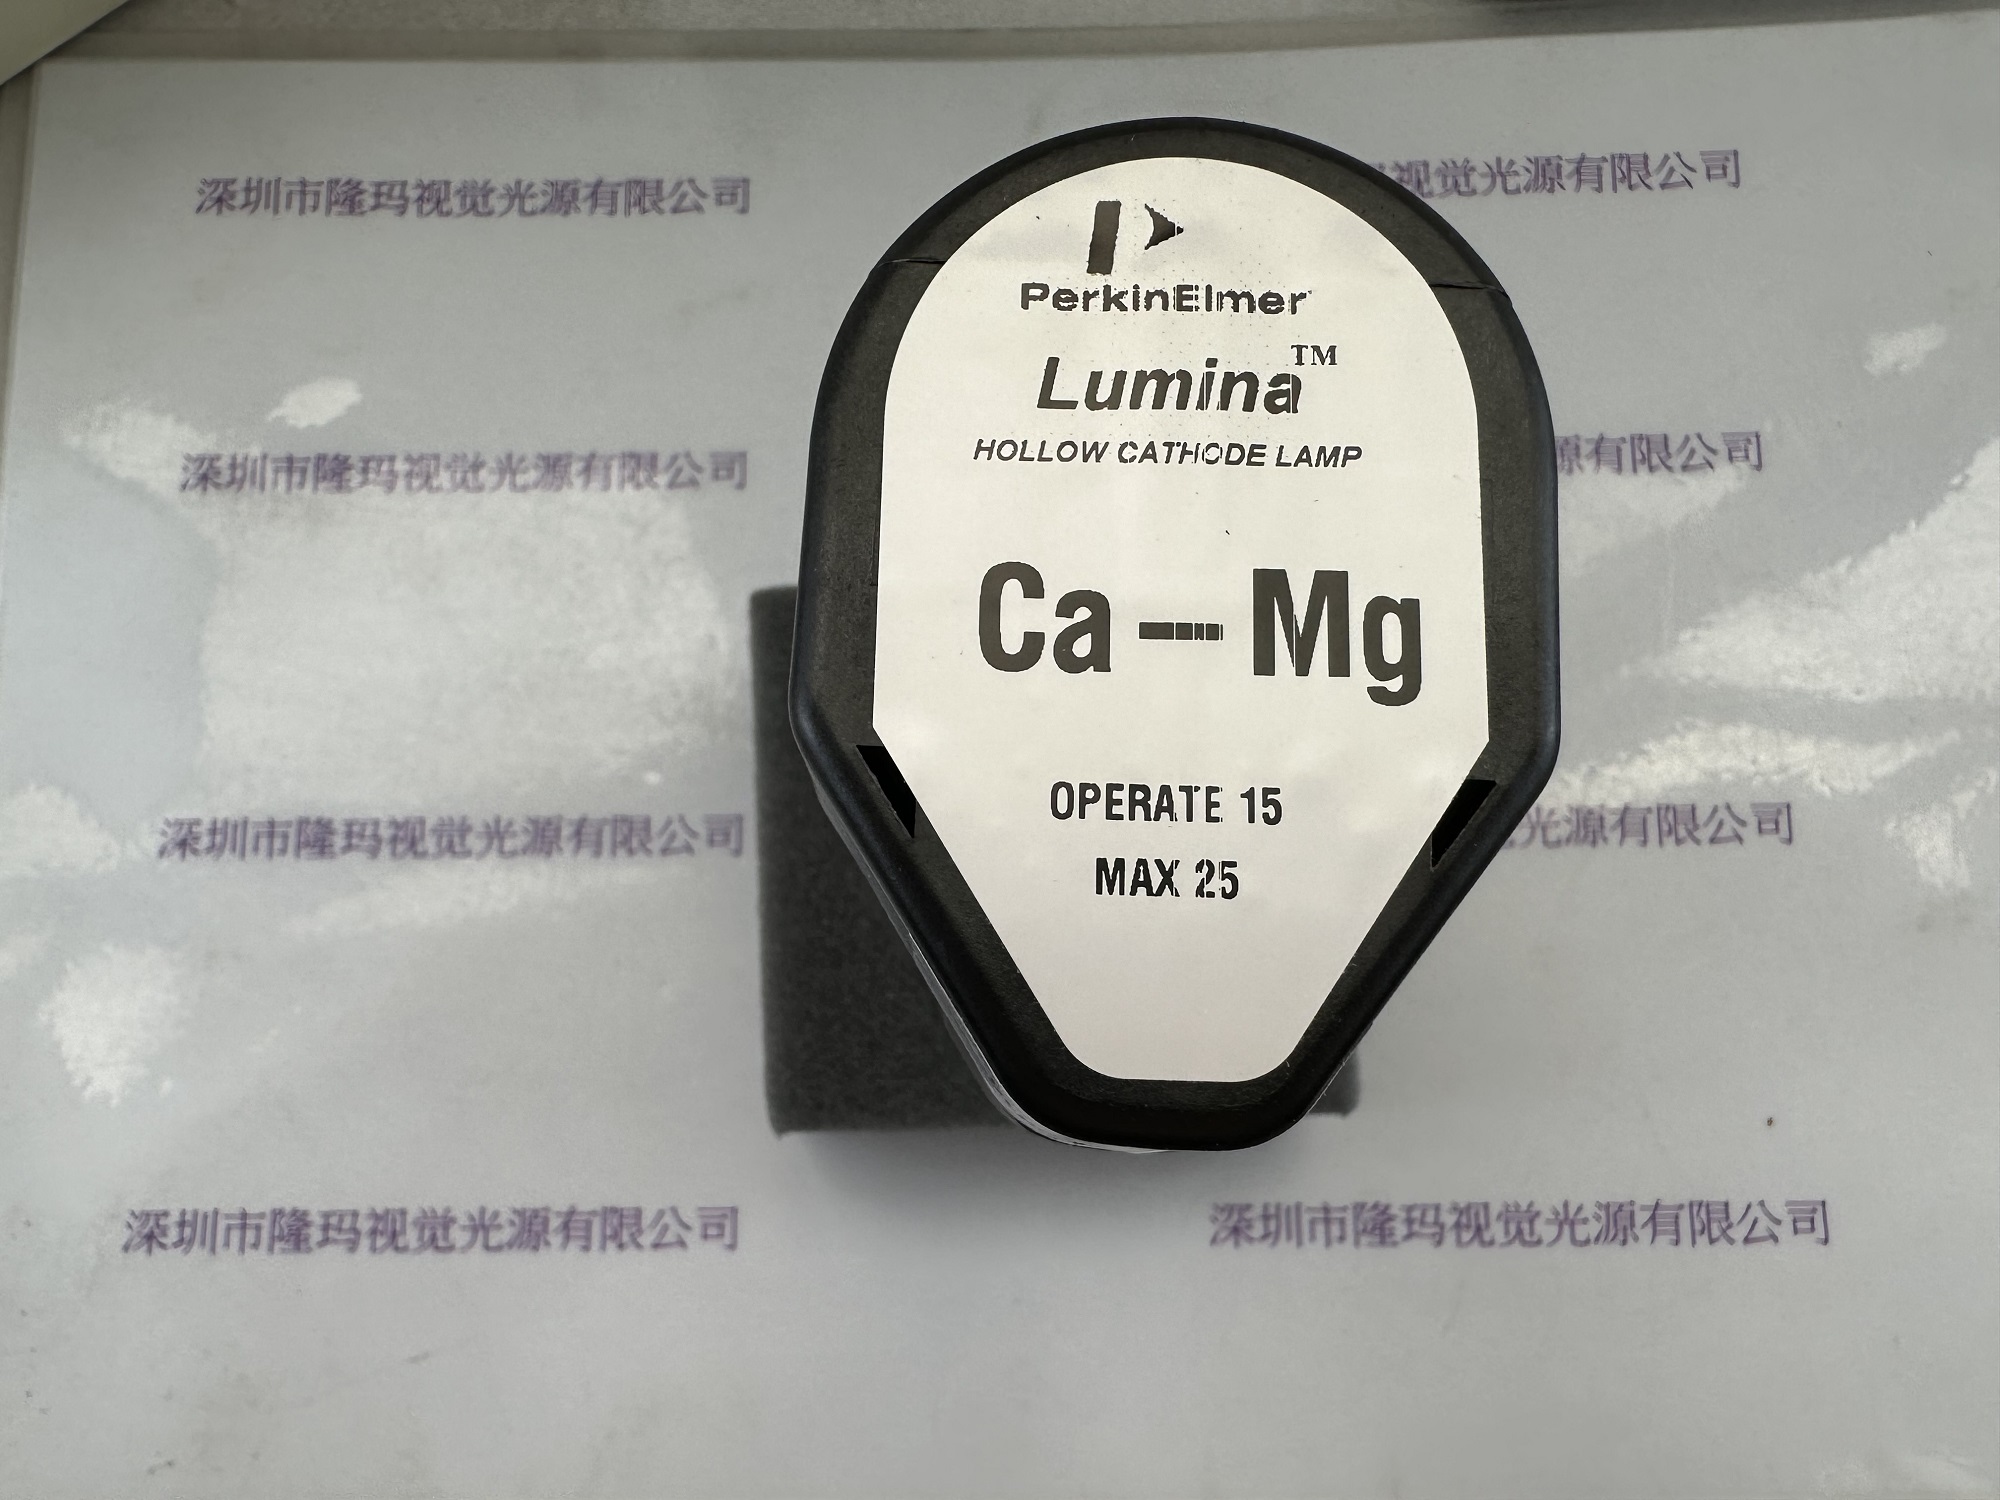 深圳市隆玛视觉光源有限公司
视觉光源有限公司
PerkinElmer
Lumina™
HOLLOW CATHODE LAMP
深圳市隆玛视觉光源有限公司
源有限公司
Ca-Mg
OPERATE 15
MAX 25
深圳市隆玛视觉光源有限公司
光源有限公司
深圳市隆玛视觉光源有限公司
深圳市隆玛视觉光源有限公司